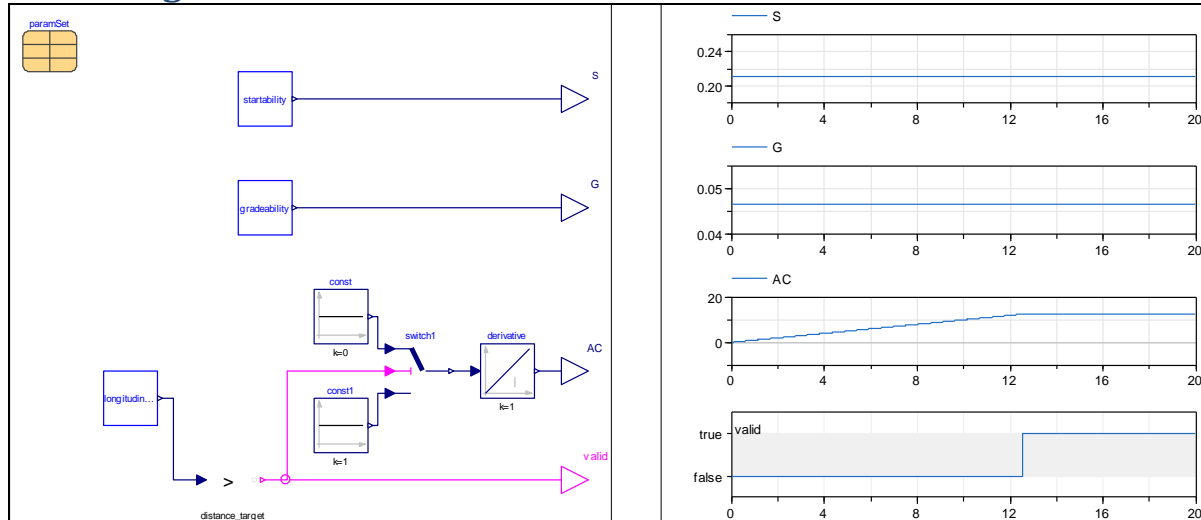 paramSet
S
startability
G
gradeability
const
k=0
switch1
derivative
k=1
AC
longitudin...
const1
k=1
valid
>
distance_target
S
0.24
0.20
0 4 8 12 16 20
G
0.05
0.04
0 4 8 12 16 20
AC
20
0
0 4 8 12 16 20
valid
true
false
0 4 8 12 16 20